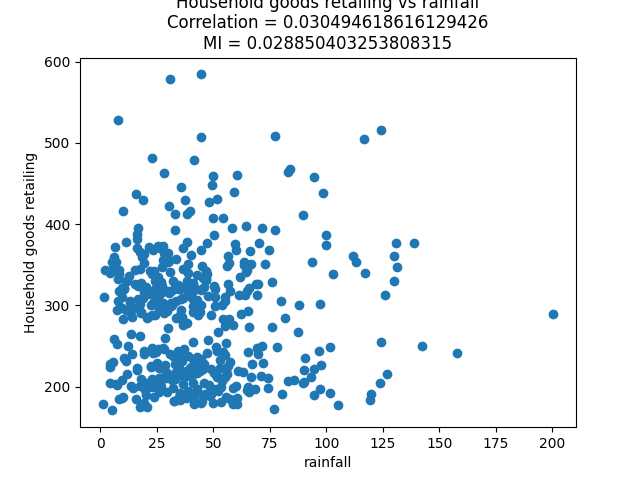 Household goods retailing vs rainfall
Correlation = 0.030494618616129426
MI = 0.028850403253808315
600
500
400
300
200
Household goods retailing
0
25
50
75
100
125
150
175
200
rainfall